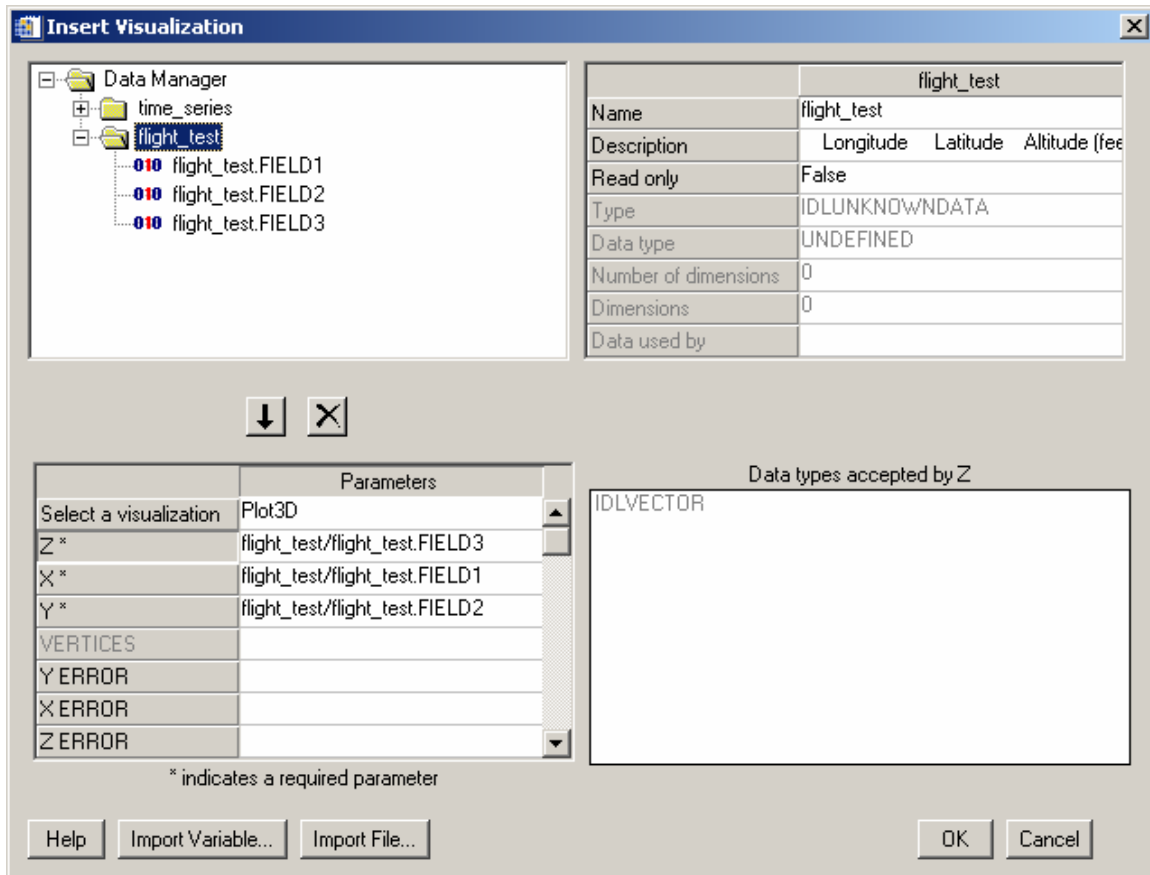 Insert Visualization
Data Manager
time_series
flight_test
010 flight_test.FIELD1
010 flight_test.FIELD2
010 flight_test.FIELD3
flight_test
Name flight_test
Description Longitude Latitude Altitude (fee
Read only False
Type IDLUNKNOWNDATA
Data type UNDEFINED
Number of dimensions 0
Dimensions 0
Data used by
Parameters
Select a visualization Plot3D
Z * flight_test/flight_test.FIELD3
X * flight_test/flight_test.FIELD1
Y * flight_test/flight_test.FIELD2
VERTICES
Y ERROR
X ERROR
Z ERROR
* indicates a required parameter
Data types accepted by Z
IDLVECTOR
Help Import Variable... Import File... OK Cancel